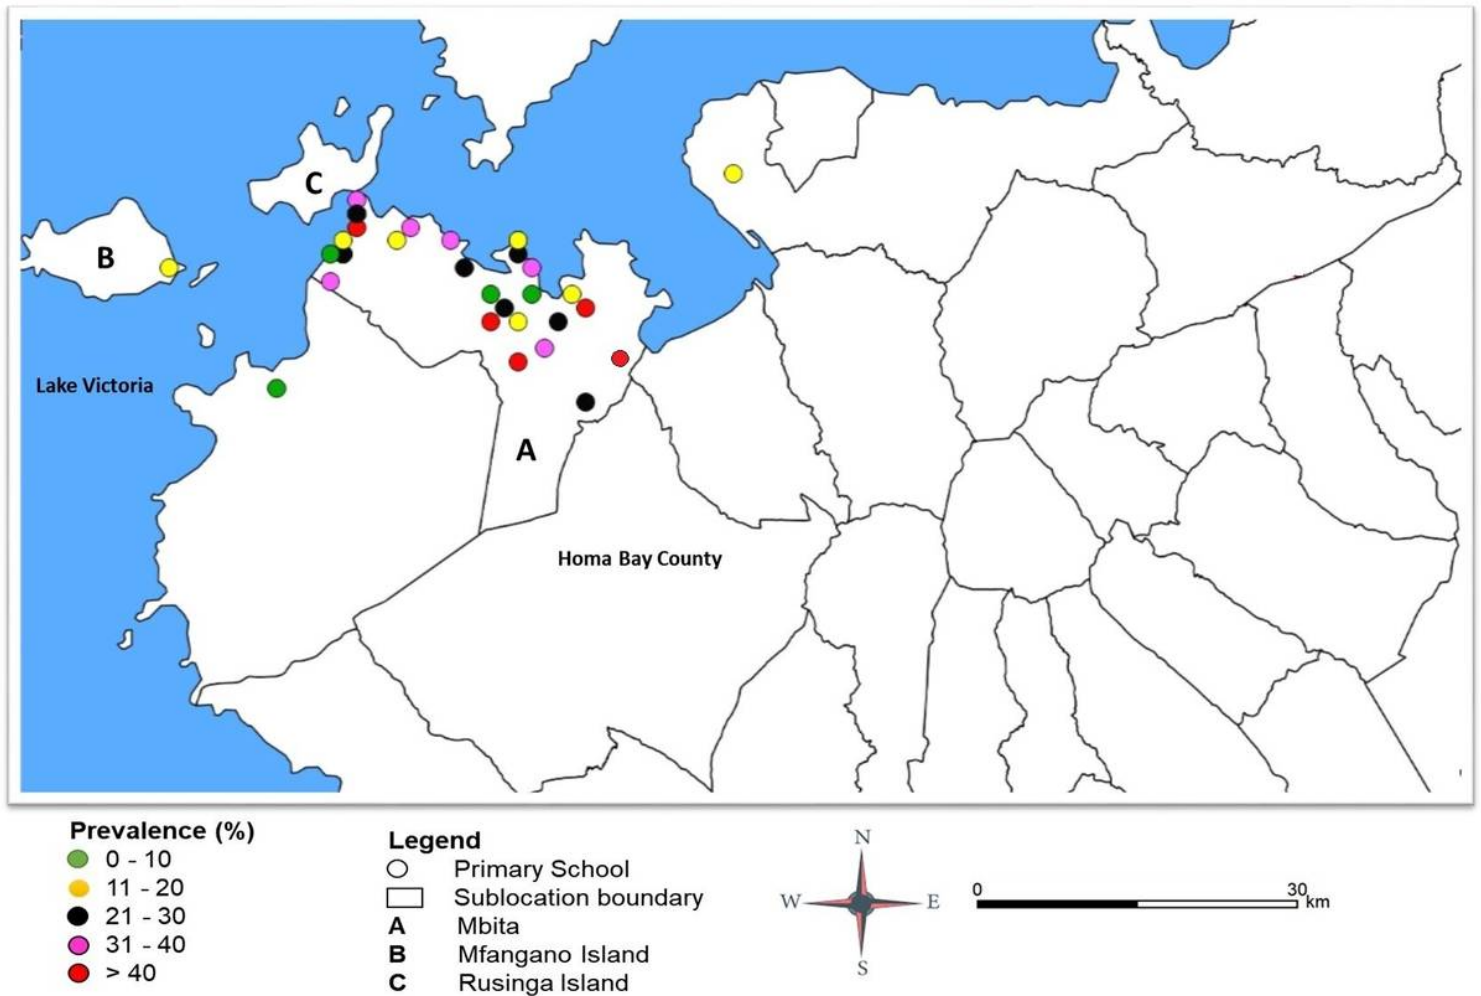 C
B
Lake Victoria
A
Homa Bay County
Prevalence (%)
0 - 10
11 - 20
21 - 30
31 - 40
> 40
Legend
Primary School
Sublocation boundary
A Mbita
B Mfangano Island
C Rusinga Island
N
W E
S
0 30
km